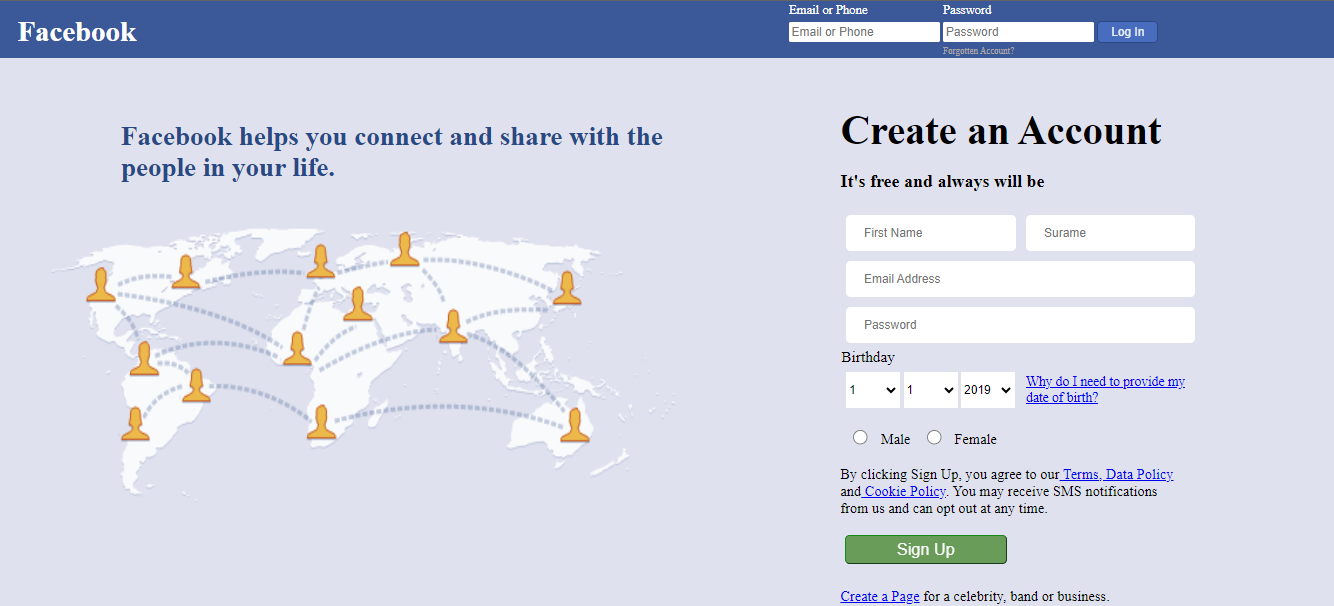 Facebook
Email or Phone Password
Email or Phone Password Log In
Forgotten Account?
Facebook helps you connect and share with the
people in your life.
Create an Account
It's free and always will be
First Name Surame
Email Address
Password
Birthday
1 1 2019 Why do I need to provide my
date of birth?
Male Female
By clicking Sign Up, you agree to our Terms, Data Policy
and Cookie Policy. You may receive SMS notifications
from us and can opt out at any time.
Sign Up
Create a Page for a celebrity, band or business.